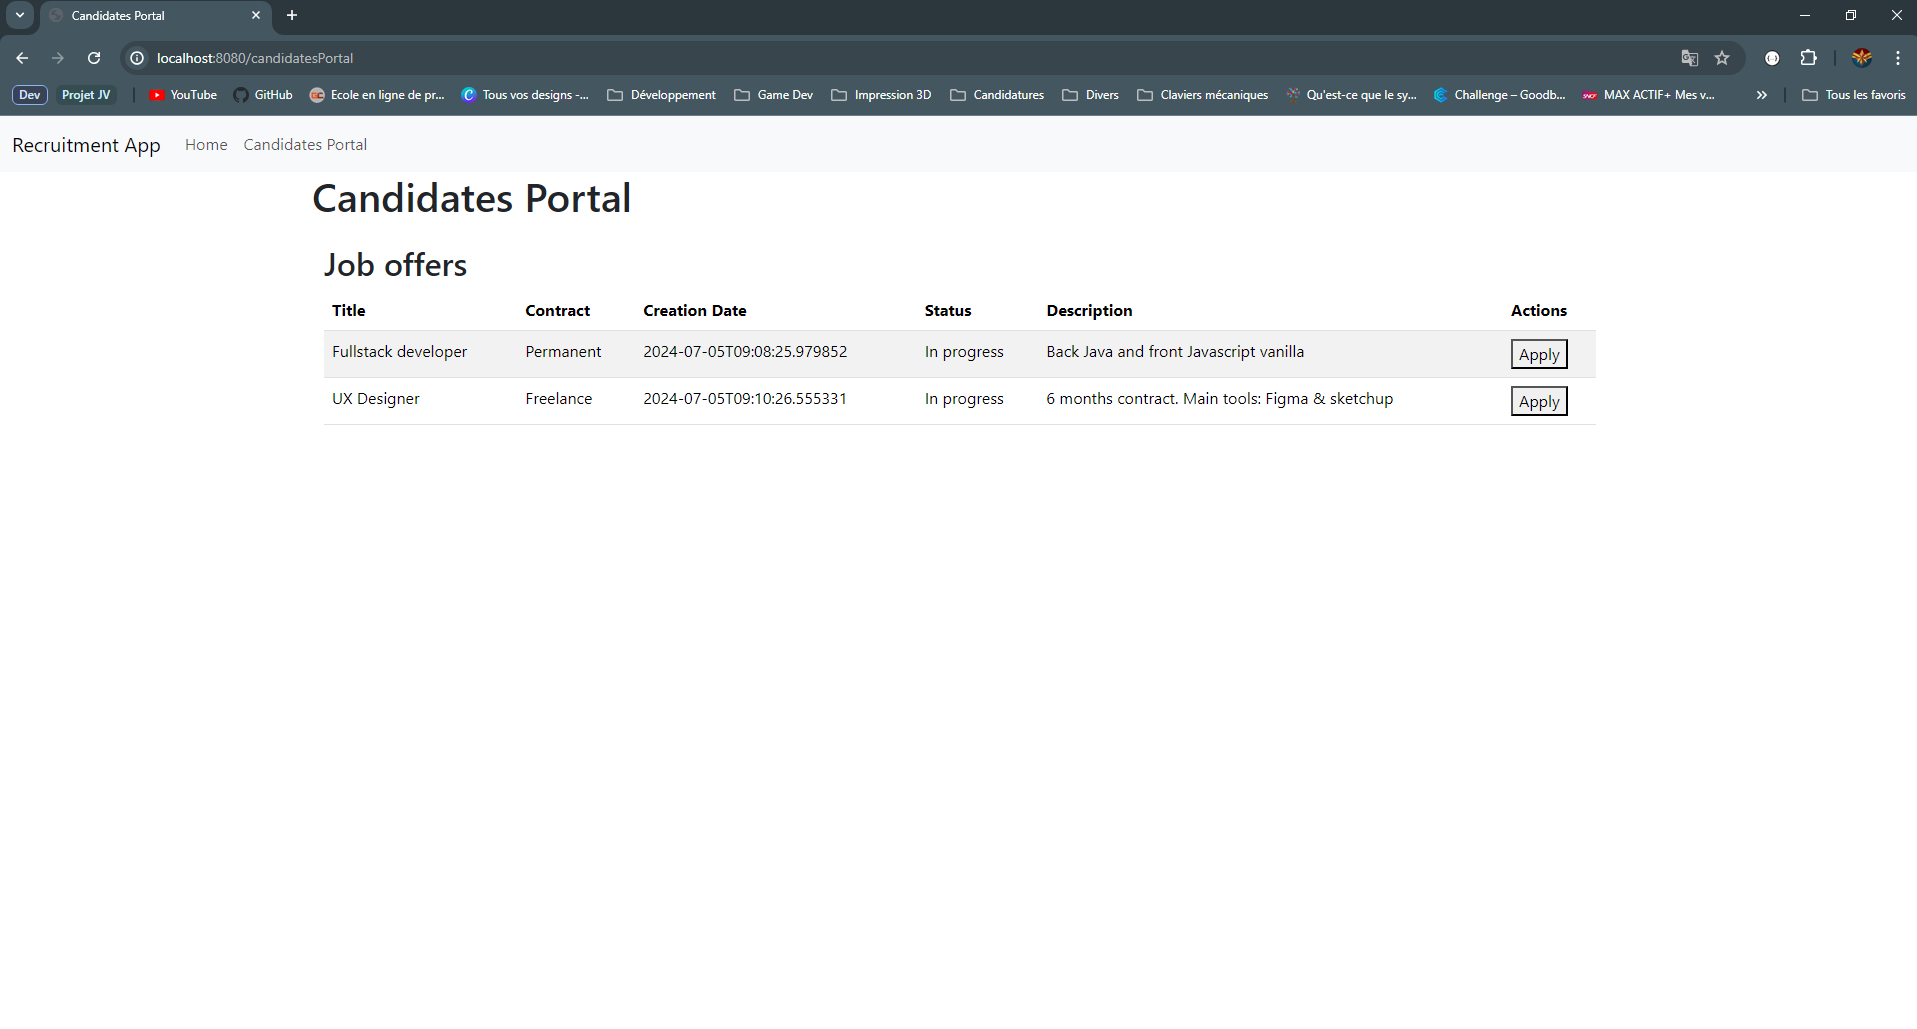 Candidates Portal
localhost:8080/candidatesPortal
Dev Projet JV YouTube GitHub Ecole en ligne de pr... Tous vos designs -... Développement Game Dev Impression 3D Candidatures Divers Claviers mécaniques Qu'est-ce que le sy... Challenge – Goodb... MAX ACTIF+ Mes v... Tous les favoris
Recruitment App Home Candidates Portal
Candidates Portal
Job offers
Title Contract Creation Date Status Description Actions
Fullstack developer Permanent 2024-07-05T09:08:25.979852 In progress Back Java and front Javascript vanilla Apply
UX Designer Freelance 2024-07-05T09:10:26.555331 In progress 6 months contract. Main tools: Figma & sketchup Apply